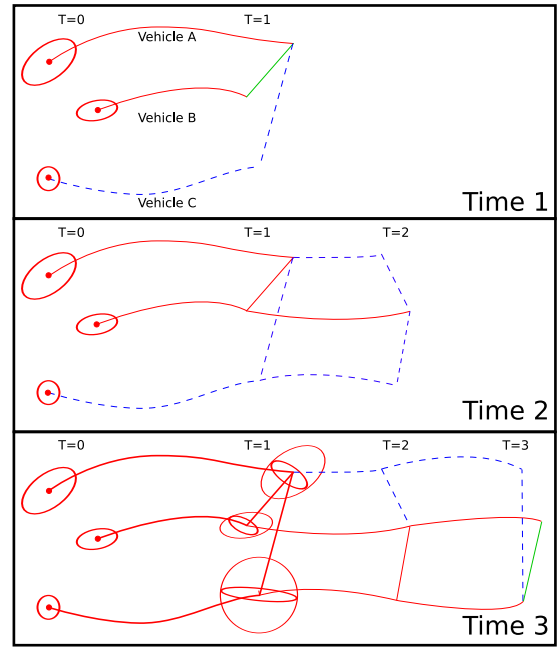 T=0 T=1
Vehicle A
Vehicle B
Vehicle C
Time 1
T=0 T=1 T=2
Time 2
T=0 T=1 T=2 T=3
Time 3